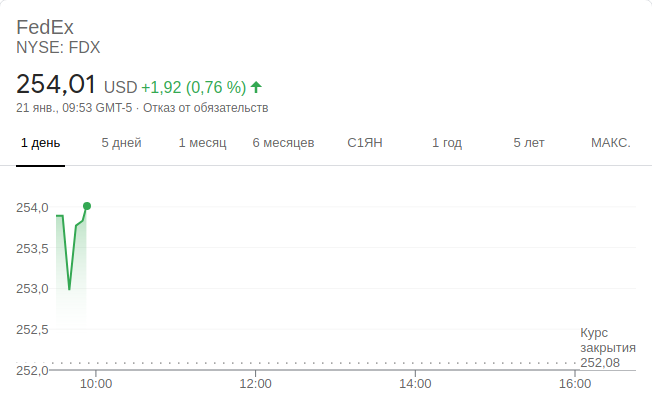 FedEx
NYSE: FDX
254,01 USD +1,92 (0,76 %)
21 янв., 09:53 GMT-5 · Отказ от обязательств
1 день 5 дней 1 месяц 6 месяцев С1ЯН 1 год 5 лет МАКС.
254,0
253,5
253,0
252,5
Курс
закрытия
252,08
252,0
10:00 12:00 14:00 16:00